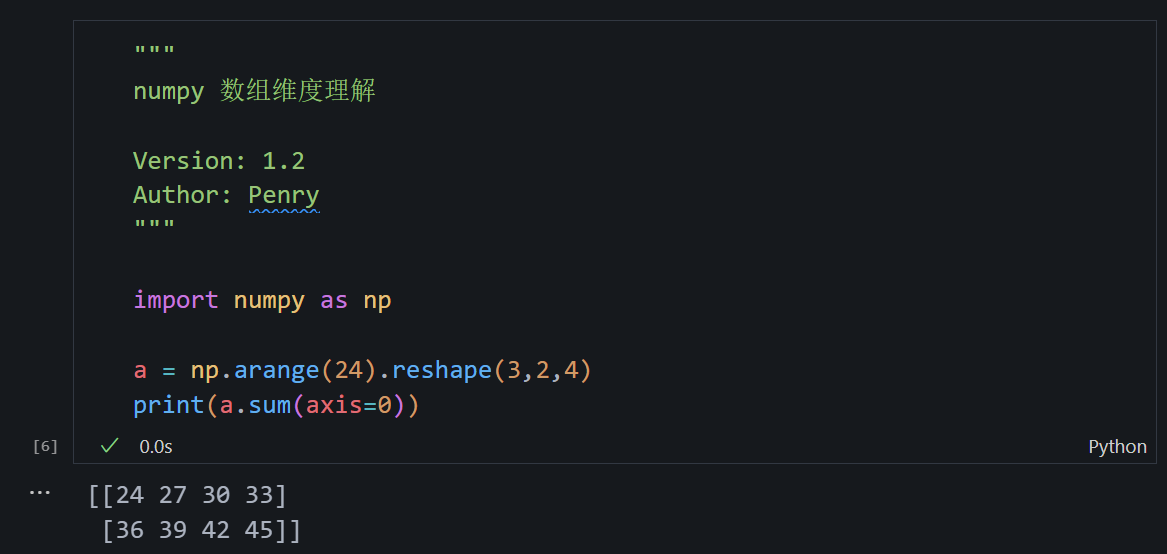 """
numpy 数组维度理解
Version: 1.2
Author: Penry
"""
import numpy as np
a = np.arange(24).reshape(3,2,4)
print(a.sum(axis=0))
[6] 0.0s Python
[[24 27 30 33]
[36 39 42 45]]